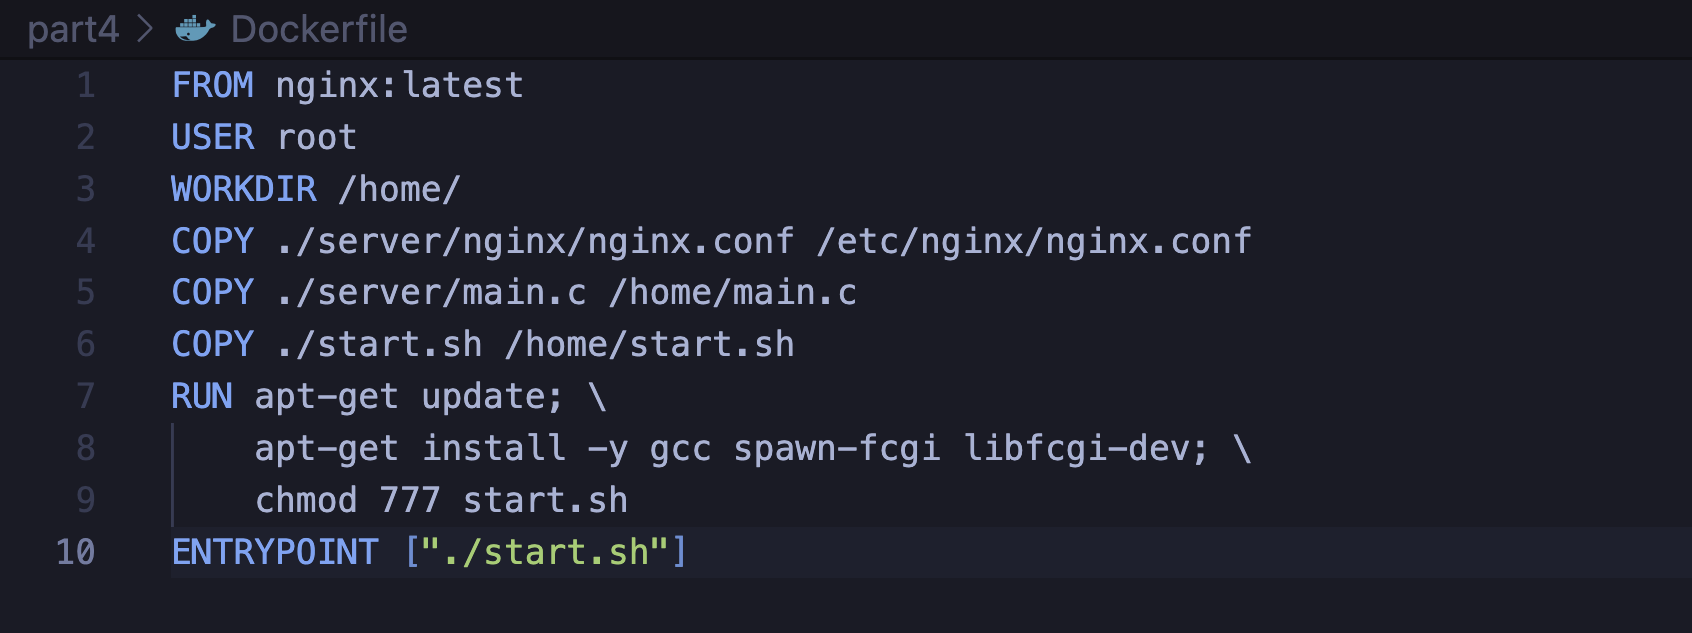 part4 > Dockerfile
1 FROM nginx:latest
2 USER root
3 WORKDIR /home/
4 COPY ./server/nginx/nginx.conf /etc/nginx/nginx.conf
5 COPY ./server/main.c /home/main.c
6 COPY ./start.sh /home/start.sh
7 RUN apt-get update; \
8     apt-get install -y gcc spawn-fcgi libfcgi-dev; \
9     chmod 777 start.sh
10 ENTRYPOINT ["./start.sh"]